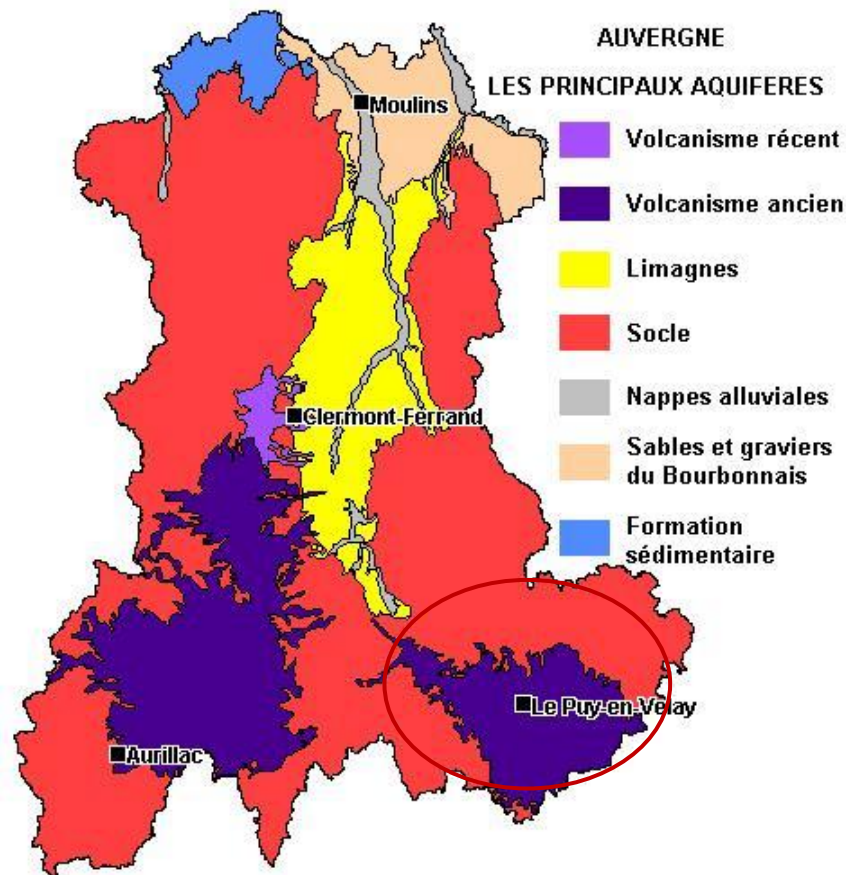 AUVERGNE
LES PRINCIPAUX AQUIFERES
Moulins
Volcanisme récent
Volcanisme ancien
Limagnes
Socle
Nappes alluviales
Clermont-Ferrand
Sables et graviers
du Bourbonnais
Formation
sédimentaire
Le Puy-en-Velay
Aurillac